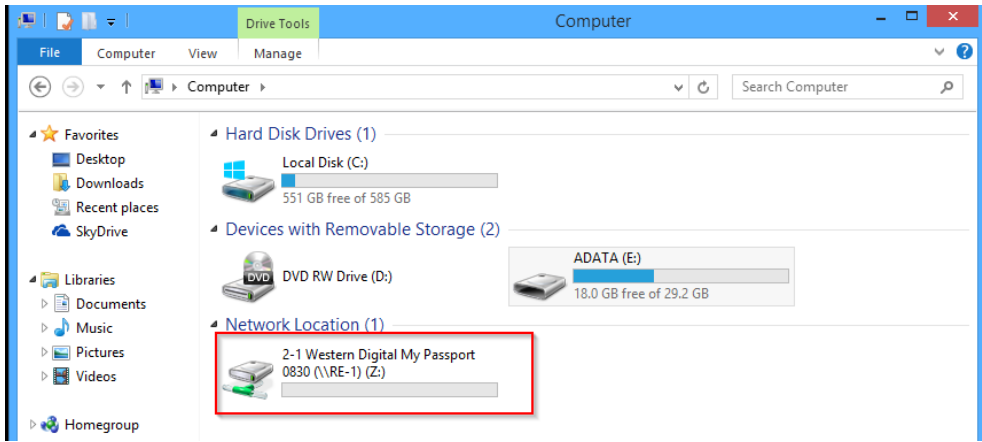 Drive Tools
Computer
File
Computer
View
Manage
Computer
Search Computer
Favorites
Desktop
Downloads
Recent places
SkyDrive
Libraries
Documents
Music
Pictures
Videos
Homegroup
Hard Disk Drives (1)
Local Disk (C:)
551 GB free of 585 GB
Devices with Removable Storage (2)
DVD
DVD RW Drive (D:)
ADATA (E:)
18.0 GB free of 29.2 GB
Network Location (1)
2-1 Western Digital My Passport
0830 (\\RE-1) (Z:)